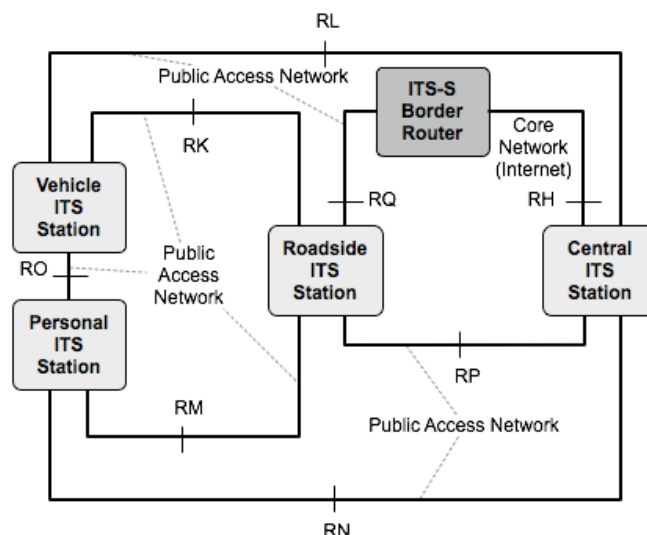 RL
Public Access Network
ITS-S
Border
Router
RK
Core
Network
(Internet)
Vehicle
ITS
Station
RQ
RH
RO
Public
Access
Network
Roadside
ITS
Station
Central
ITS
Station
Personal
ITS
Station
RP
RM
Public Access Network
RN